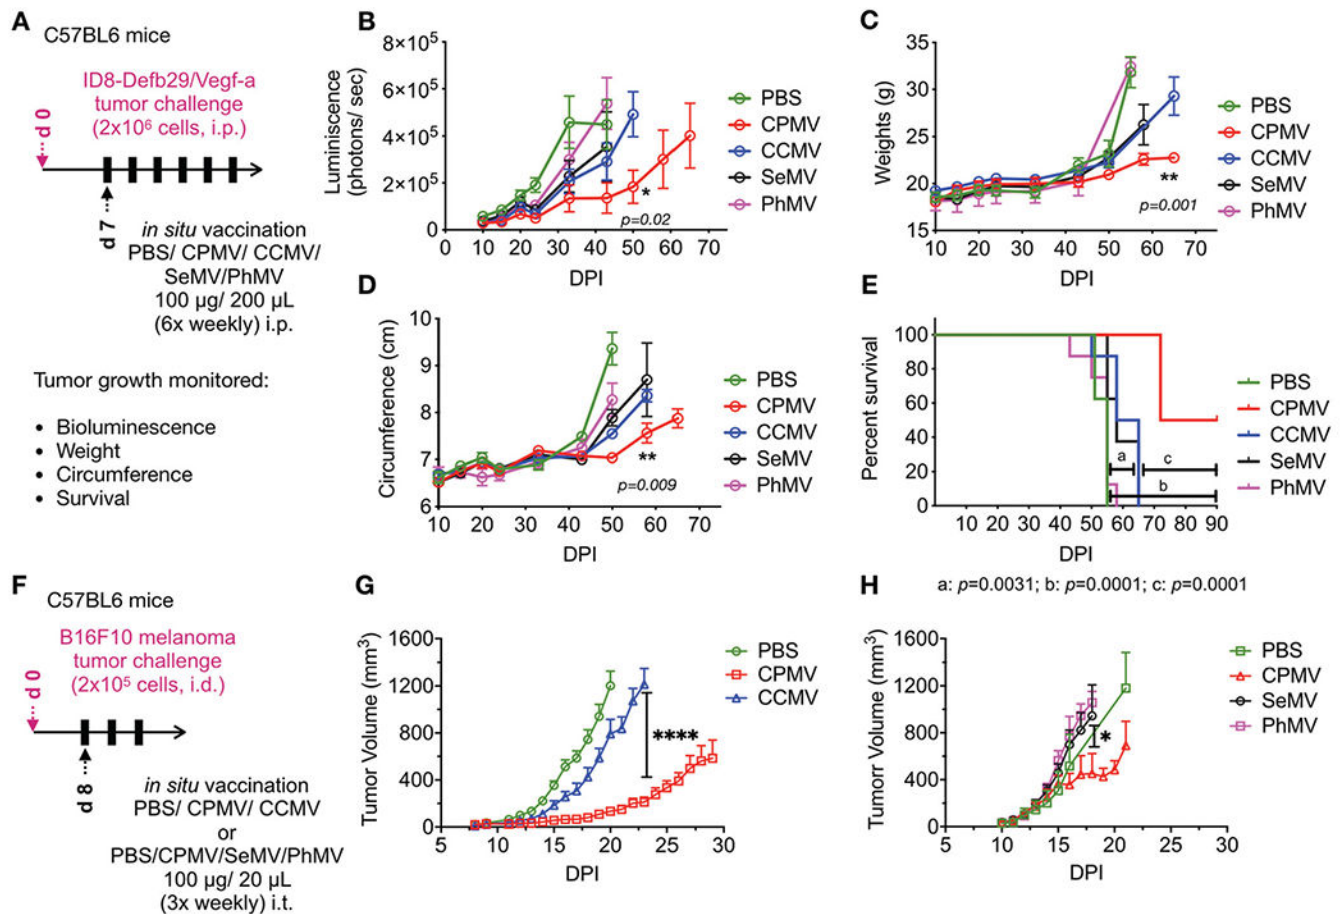 A
C57BL6 mice
ID8-Defb29/Vegf-a
tumor challenge
(2x10⁶ cells, i.p.)
d 0
d 7
in situ vaccination
PBS/ CPMV/ CCMV/
SeMV/PhMV
100 µg/ 200 µL
(6x weekly) i.p.
Tumor growth monitored:
• Bioluminescence
• Weight
• Circumference
• Survival
B
Luminiscence
(photons/ sec)
8×10⁵
6×10⁵
4×10⁵
2×10⁵
0
0 10 20 30 40 50 60 70
DPI
*
p=0.02
PBS
CPMV
CCMV
SeMV
PhMV
C
Weights (g)
35
30
25
20
15
10 20 30 40 50 60 70
DPI
**
p=0.001
PBS
CPMV
CCMV
SeMV
PhMV
D
Circumference (cm)
10
9
8
7
6
10 20 30 40 50 60 70
DPI
**
p=0.009
PBS
CPMV
CCMV
SeMV
PhMV
E
Percent survival
100
80
60
40
20
0
10 20 30 40 50 60 70 80 90
DPI
a
c
b
PBS
CPMV
CCMV
SeMV
PhMV
a: p=0.0031; b: p=0.0001; c: p=0.0001
F
C57BL6 mice
B16F10 melanoma
tumor challenge
(2x10⁵ cells, i.d.)
d 0
d 8
in situ vaccination
PBS/ CPMV/ CCMV
or
PBS/CPMV/SeMV/PhMV
100 µg/ 20 µL
(3x weekly) i.t.
G
Tumor Volume (mm³)
1600
1200
800
400
0
5 10 15 20 25 30
DPI
****
PBS
CPMV
CCMV
H
Tumorr Volume (mm³)
1600
1200
800
400
0
5 10 15 20 25 30
DPI
*
PBS
CPMV
SeMV
PhMV